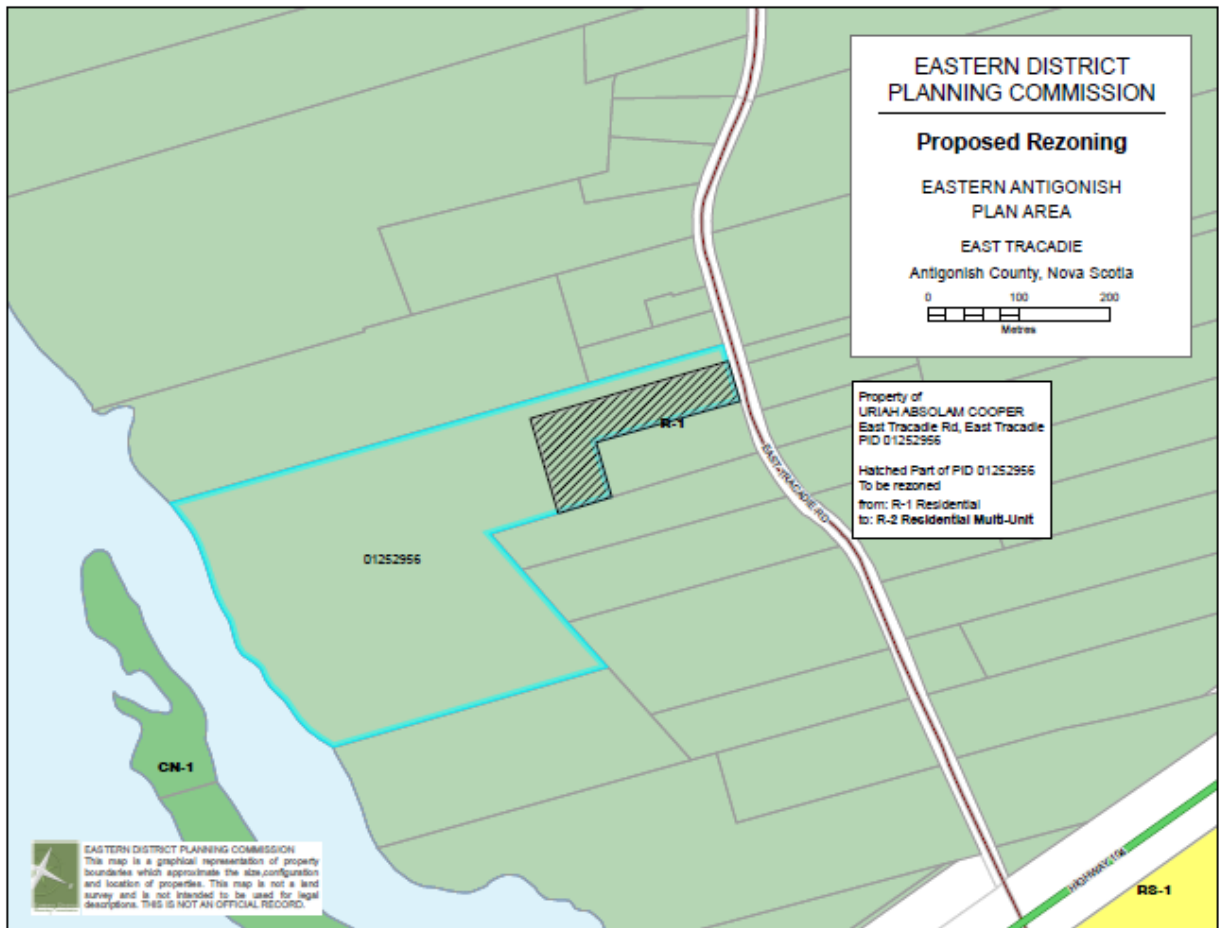 EASTERN DISTRICT
PLANNING COMMISSION
Proposed Rezoning
EASTERN ANTIGONISH
PLAN AREA
EAST TRACADIE
Antigonish County, Nova Scotia
0 100 200
Metres
Property of
URIAH ABSOLAM COOPER
East Tracadie Rd, East Tracadie
PID 01252956
Hatched Part of PID 01252956
To be rezoned
from: R-1 Residential
to: R-2 Residential Multi-Unit
R-1
EAST TRACADIE RD
01252956
CN-1
HIGHWAY 104
RS-1
EASTERN DISTRICT PLANNING COMMISSION
This map is a graphical representation of property
boundaries which approximate the size,configuration
and location of properties. This map is not a land
survey and is not intended to be used for legal
descriptions. THIS IS NOT AN OFFICIAL RECORD.